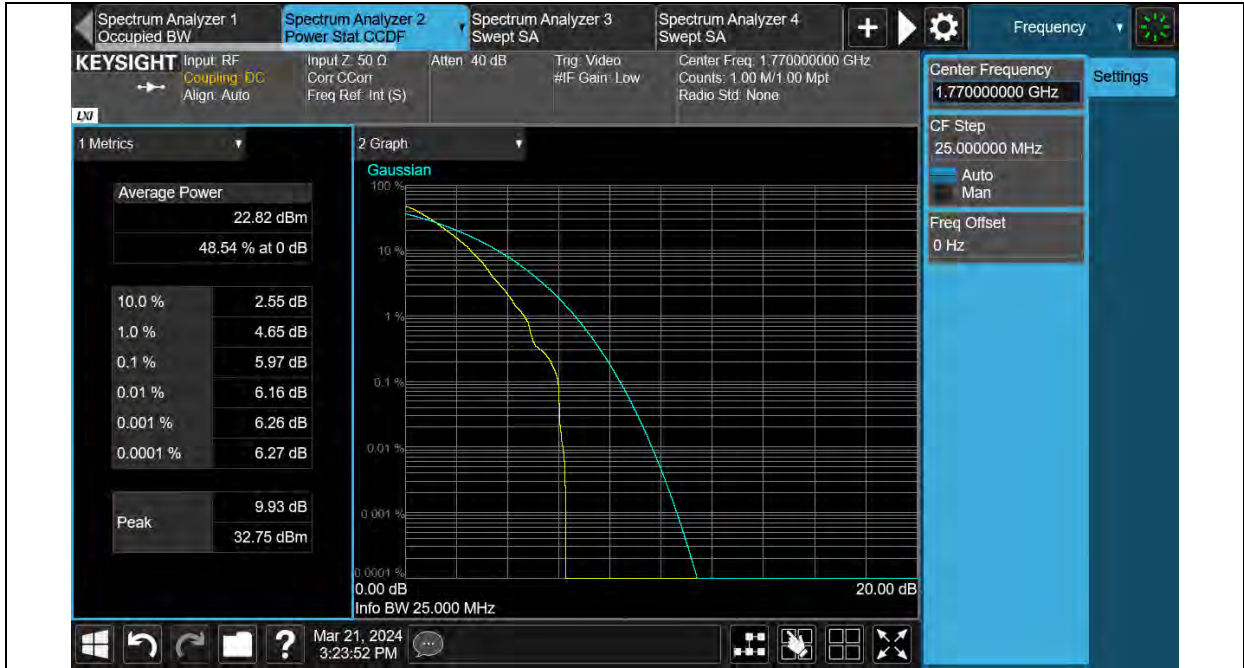 Spectrum Analyzer 1
Occupied BW
Spectrum Analyzer 2
Power Stat CCDF
Spectrum Analyzer 3
Swept SA
Spectrum Analyzer 4
Swept SA
+
Frequency
KEYSIGHT
Input: RF
Coupling: DC
Align: Auto
Input Z: 50 Ω
Corr CCorr
Freq Ref: Int (S)
Atten: 40 dB
Trig: Video
#IF Gain: Low
Center Freq: 1.770000000 GHz
Counts: 1.00 M/1.00 Mpt
Radio Std: None
LXI
Center Frequency
1.770000000 GHz
Settings
CF Step
25.000000 MHz
Auto
Man
Freq Offset
0 Hz
1 Metrics
Average Power
22.82 dBm
48.54 % at 0 dB
10.0 % 2.55 dB
1.0 % 4.65 dB
0.1 % 5.97 dB
0.01 % 6.16 dB
0.001 % 6.26 dB
0.0001 % 6.27 dB
Peak
9.93 dB
32.75 dBm
2 Graph
Gaussian
100 %
10 %
1 %
0.1 %
0.01 %
0.001 %
0.0001 %
0.00 dB 20.00 dB
Info BW 25.000 MHz
?
Mar 21, 2024
3:23:52 PM